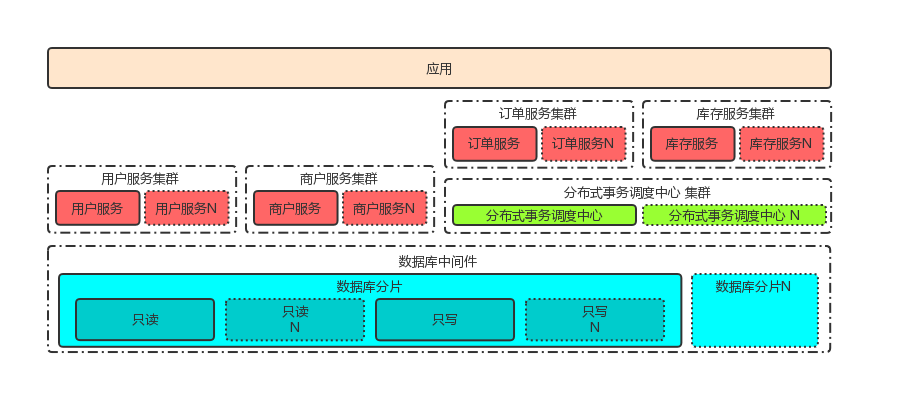 应用
订单服务集群
库存服务集群
订单服务
订单服务N
库存服务
库存服务N
用户服务集群
商户服务集群
分布式事务调度中心 集群
用户服务
用户服务N
商户服务
商户服务N
分布式事务调度中心
分布式事务调度中心 N
数据库中间件
数据库分片
数据库分片N
只读
只读
N
只写
只写
N